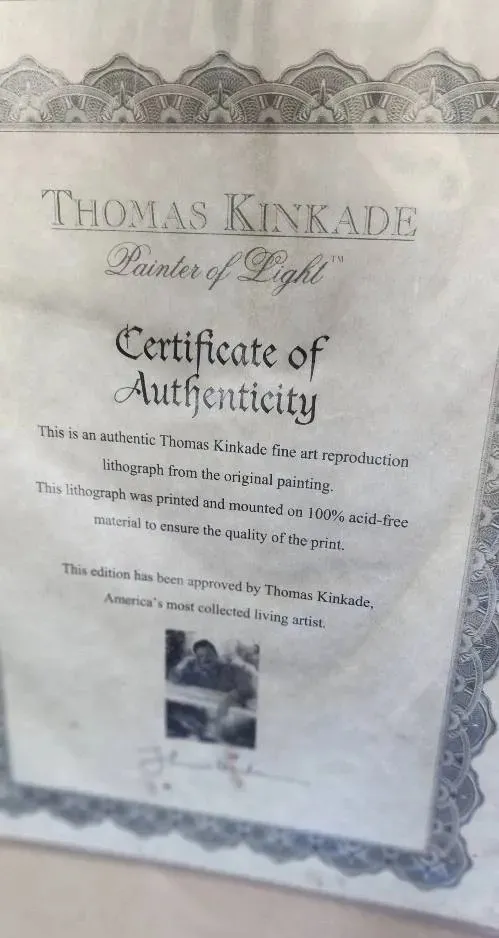 THOMAS KINKADE
Painter of Light™
Certificate of
Authenticity
This is an authentic Thomas Kinkade fine art reproduction
lithograph from the original painting.
This lithograph was printed and mounted on 100% acid-free
material to ensure the quality of the print.
This edition has been approved by Thomas Kinkade,
America's most collected living artist.